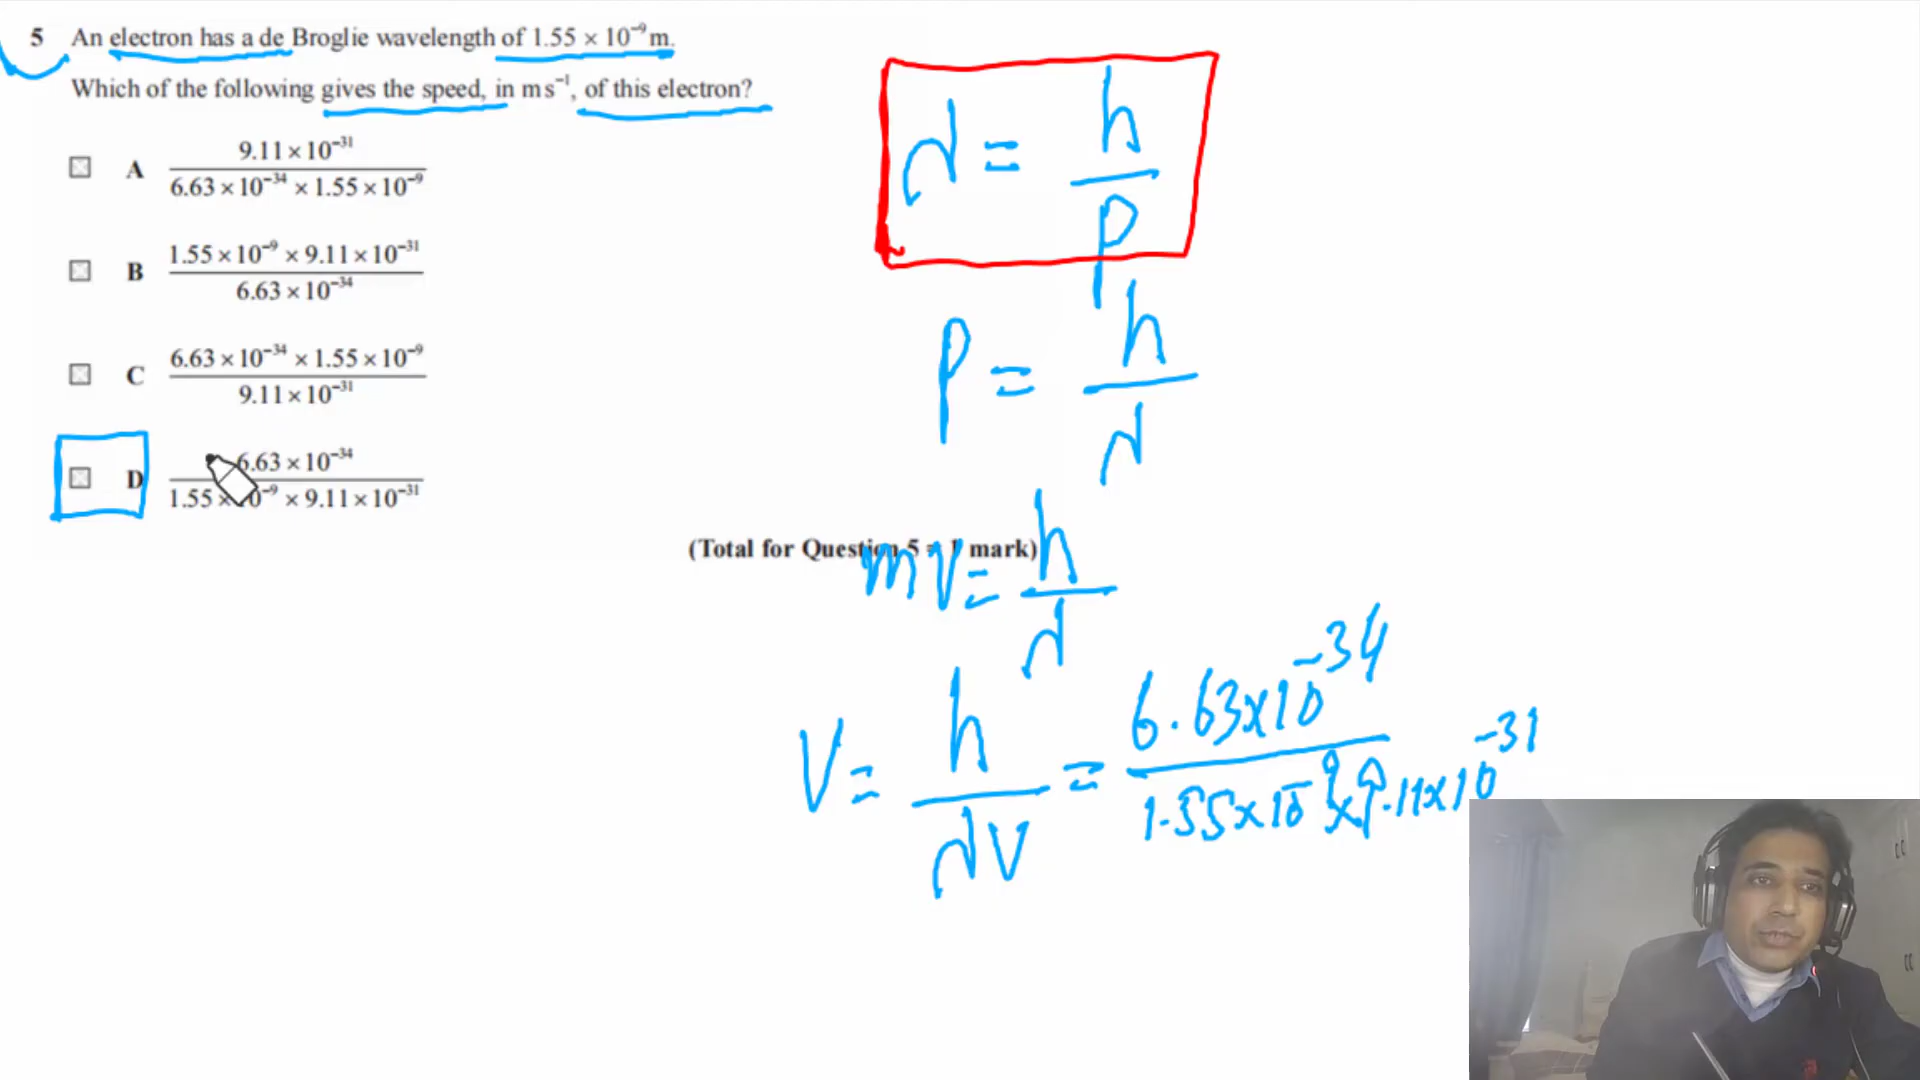 5 An electron has a de Broglie wavelength of 1.55 × 10⁻⁹ m.
Which of the following gives the speed, in m s⁻¹, of this electron?
A 9.11 × 10⁻³¹
6.63 × 10⁻³⁴ × 1.55 × 10⁻⁹
B 1.55 × 10⁻⁹ × 9.11 × 10⁻³¹
6.63 × 10⁻³⁴
C 6.63 × 10⁻³⁴ × 1.55 × 10⁻⁹
9.11 × 10⁻³¹
D 6.63 × 10⁻³⁴
1.55 × 10⁻⁹ × 9.11 × 10⁻³¹
(Total for Question 5 = 1 mark)
λ = h
p
p = h
λ
mv = h
λ
V = h = 6.63 × 10⁻³⁴
λV 1.55 × 10⁻⁹ × 9.11 × 10⁻³¹